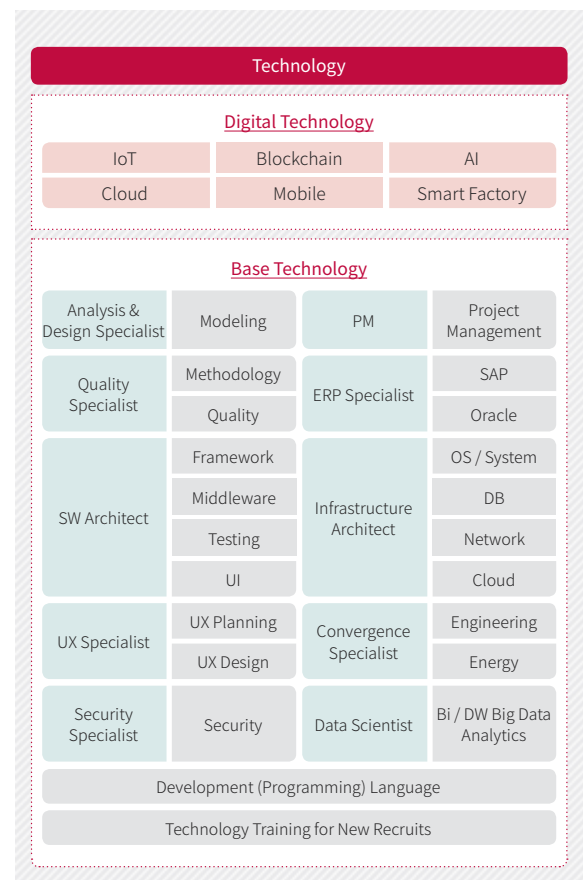 Technology
Digital Technology
IoT
Blockchain
AI
Cloud
Mobile
Smart Factory
Base Technology
Analysis &
Design Specialist
Modeling
PM
Project
Management
Quality
Specialist
Methodology
Quality
ERP Specialist
SAP
Oracle
SW Architect
Framework
Middleware
Testing
UI
Infrastructure
Architect
OS / System
DB
Network
Cloud
UX Specialist
UX Planning
UX Design
Convergence
Specialist
Engineering
Energy
Security
Specialist
Security
Data Scientist
Bi / DW Big Data
Analytics
Development (Programming) Language
Technology Training for New Recruits